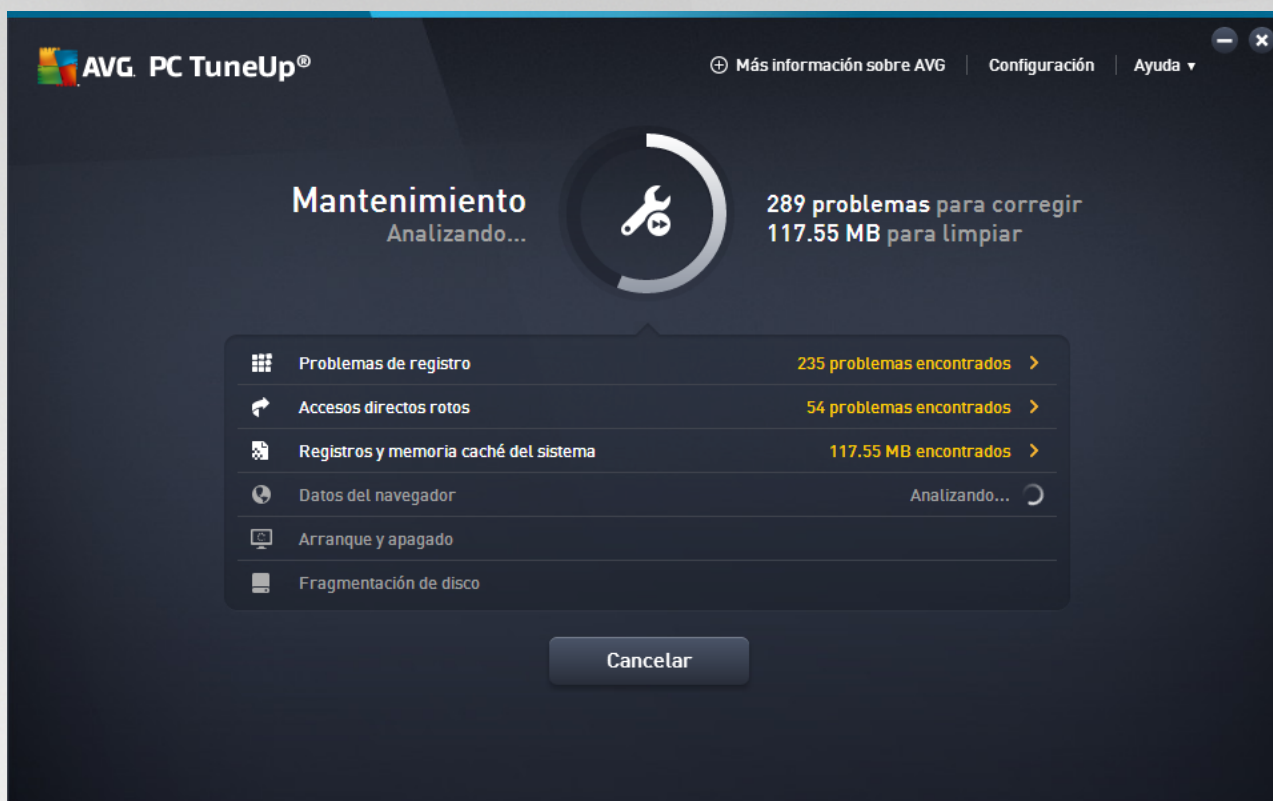 AVG. PC TuneUp®
Más información sobre AVG
Configuración
Ayuda
Mantenimiento
Analizando...
289 problemas para corregir
117.55 MB para limpiar
Problemas de registro
235 problemas encontrados
Accesos directos rotos
54 problemas encontrados
Registros y memoria caché del sistema
117.55 MB encontrados
Datos del navegador
Analizando...
Arranque y apagado
Fragmentación de disco
Cancelar